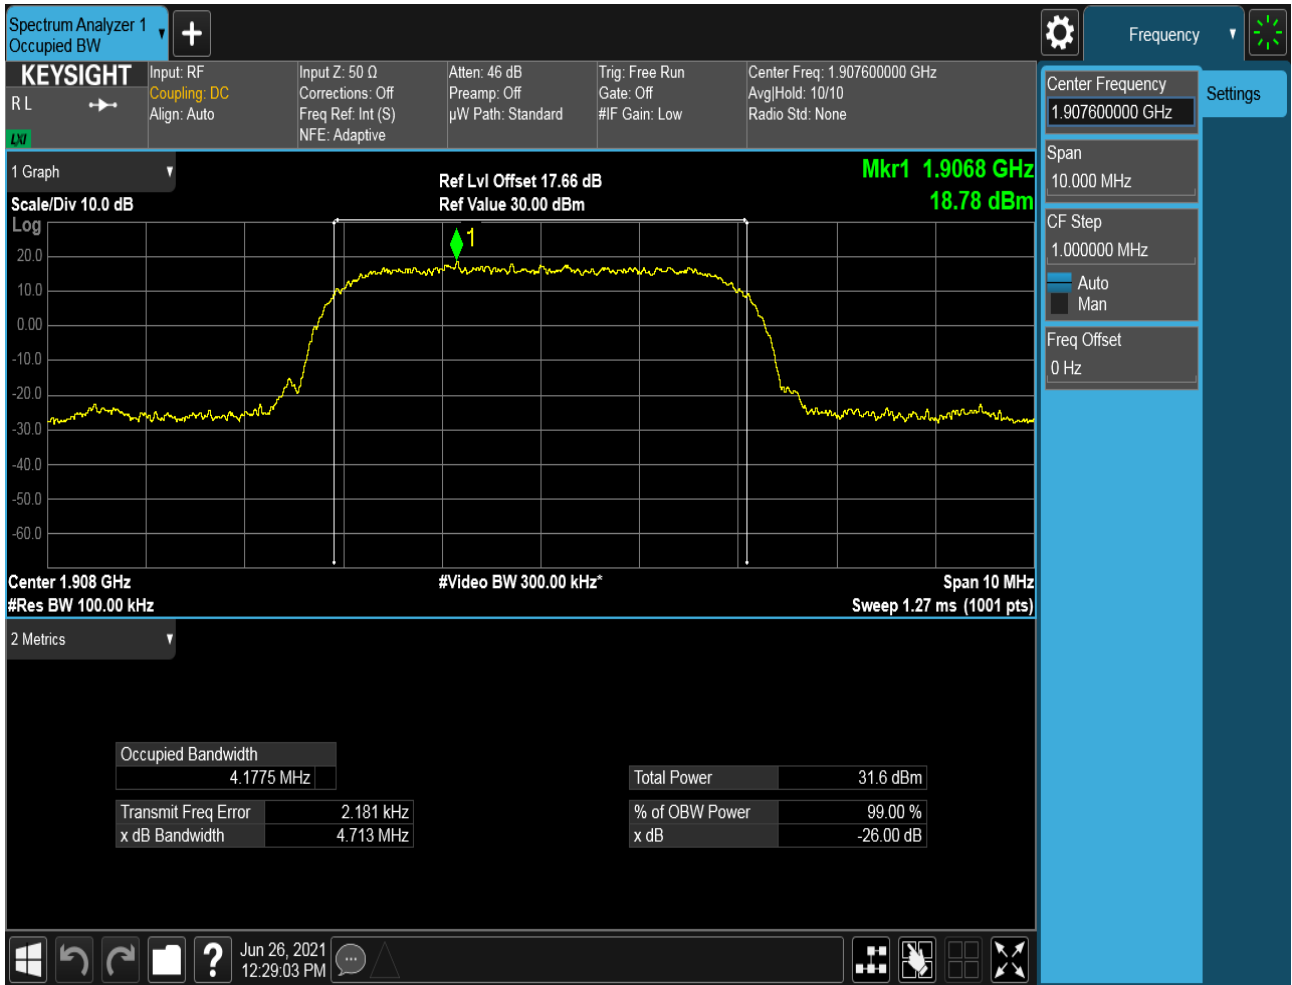 Spectrum Analyzer 1
Occupied BW
Frequency
KEYSIGHT
R L
LXI
Input: RF
Coupling: DC
Align: Auto
Input Z: 50 Ω
Corrections: Off
Freq Ref: Int (S)
NFE: Adaptive
Atten: 46 dB
Preamp: Off
µW Path: Standard
Trig: Free Run
Gate: Off
#IF Gain: Low
Center Freq: 1.907600000 GHz
Avg|Hold: 10/10
Radio Std: None
Center Frequency
1.907600000 GHz
Settings
Span
10.000 MHz
CF Step
1.000000 MHz
Auto
Man
Freq Offset
0 Hz
1 Graph
Scale/Div 10.0 dB
Ref Lvl Offset 17.66 dB
Ref Value 30.00 dBm
Mkr1 1.9068 GHz
18.78 dBm
Log
1
20.0
10.0
0.00
-10.0
-20.0
-30.0
-40.0
-50.0
-60.0
Center 1.908 GHz
#Video BW 300.00 kHz*
Span 10 MHz
#Res BW 100.00 kHz
Sweep 1.27 ms (1001 pts)
2 Metrics
Occupied Bandwidth
4.1775 MHz
Total Power 31.6 dBm
Transmit Freq Error 2.181 kHz
% of OBW Power 99.00 %
x dB Bandwidth 4.713 MHz
x dB -26.00 dB
?
Jun 26, 2021
12:29:03 PM